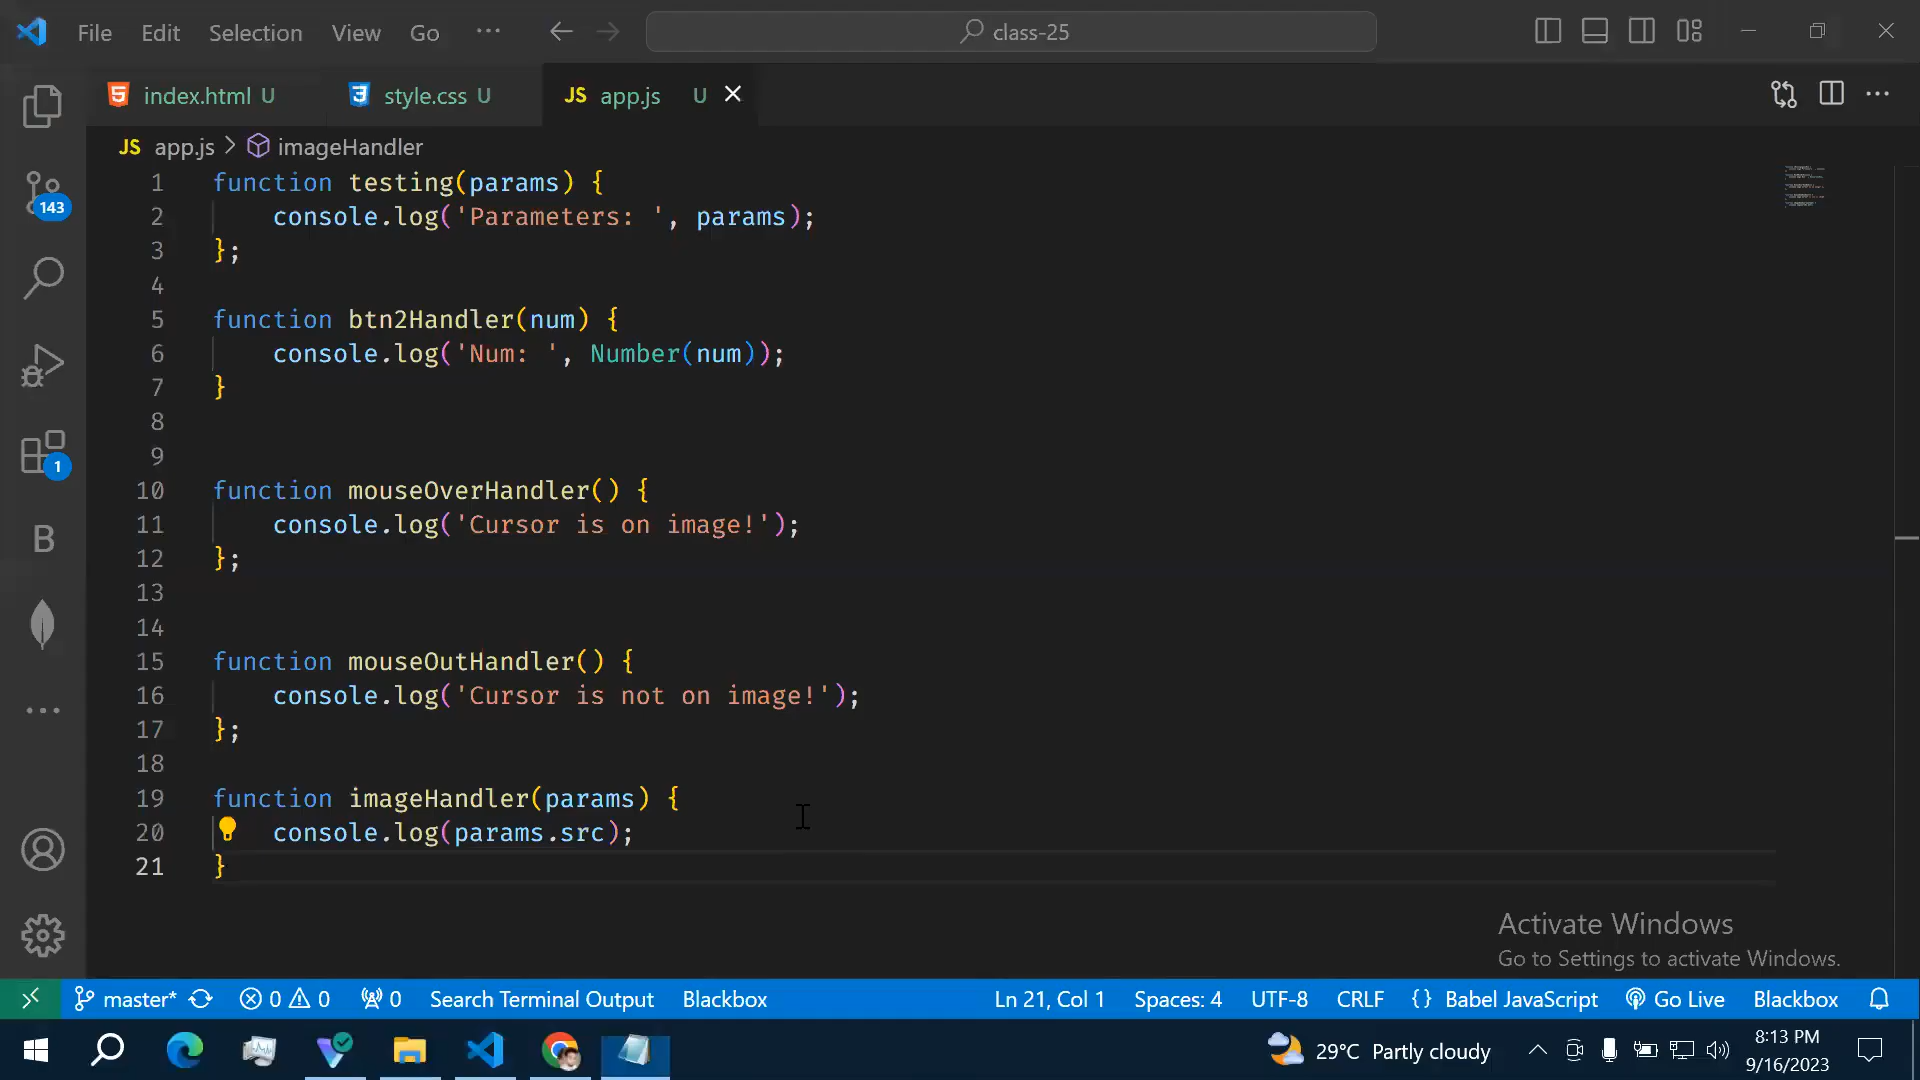 File Edit Selection View Go ··· class-25
index.html U style.css U JS app.js U
JS app.js > imageHandler
1 function testing(params) {
2 console.log('Parameters: ', params);
3 };
4
5 function btn2Handler(num) {
6 console.log('Num: ', Number(num));
7 }
8
9
10 function mouseOverHandler() {
11 console.log('Cursor is on image!');
12 };
13
14
15 function mouseOutHandler() {
16 console.log('Cursor is not on image!');
17 };
18
19 function imageHandler(params) {
20 console.log(params.src);
21 }
143
1
B
Activate Windows
Go to Settings to activate Windows.
master* 0 0 0 Search Terminal Output Blackbox Ln 21, Col 1 Spaces: 4 UTF-8 CRLF {} Babel JavaScript Go Live Blackbox
29°C Partly cloudy
8:13 PM
9/16/2023